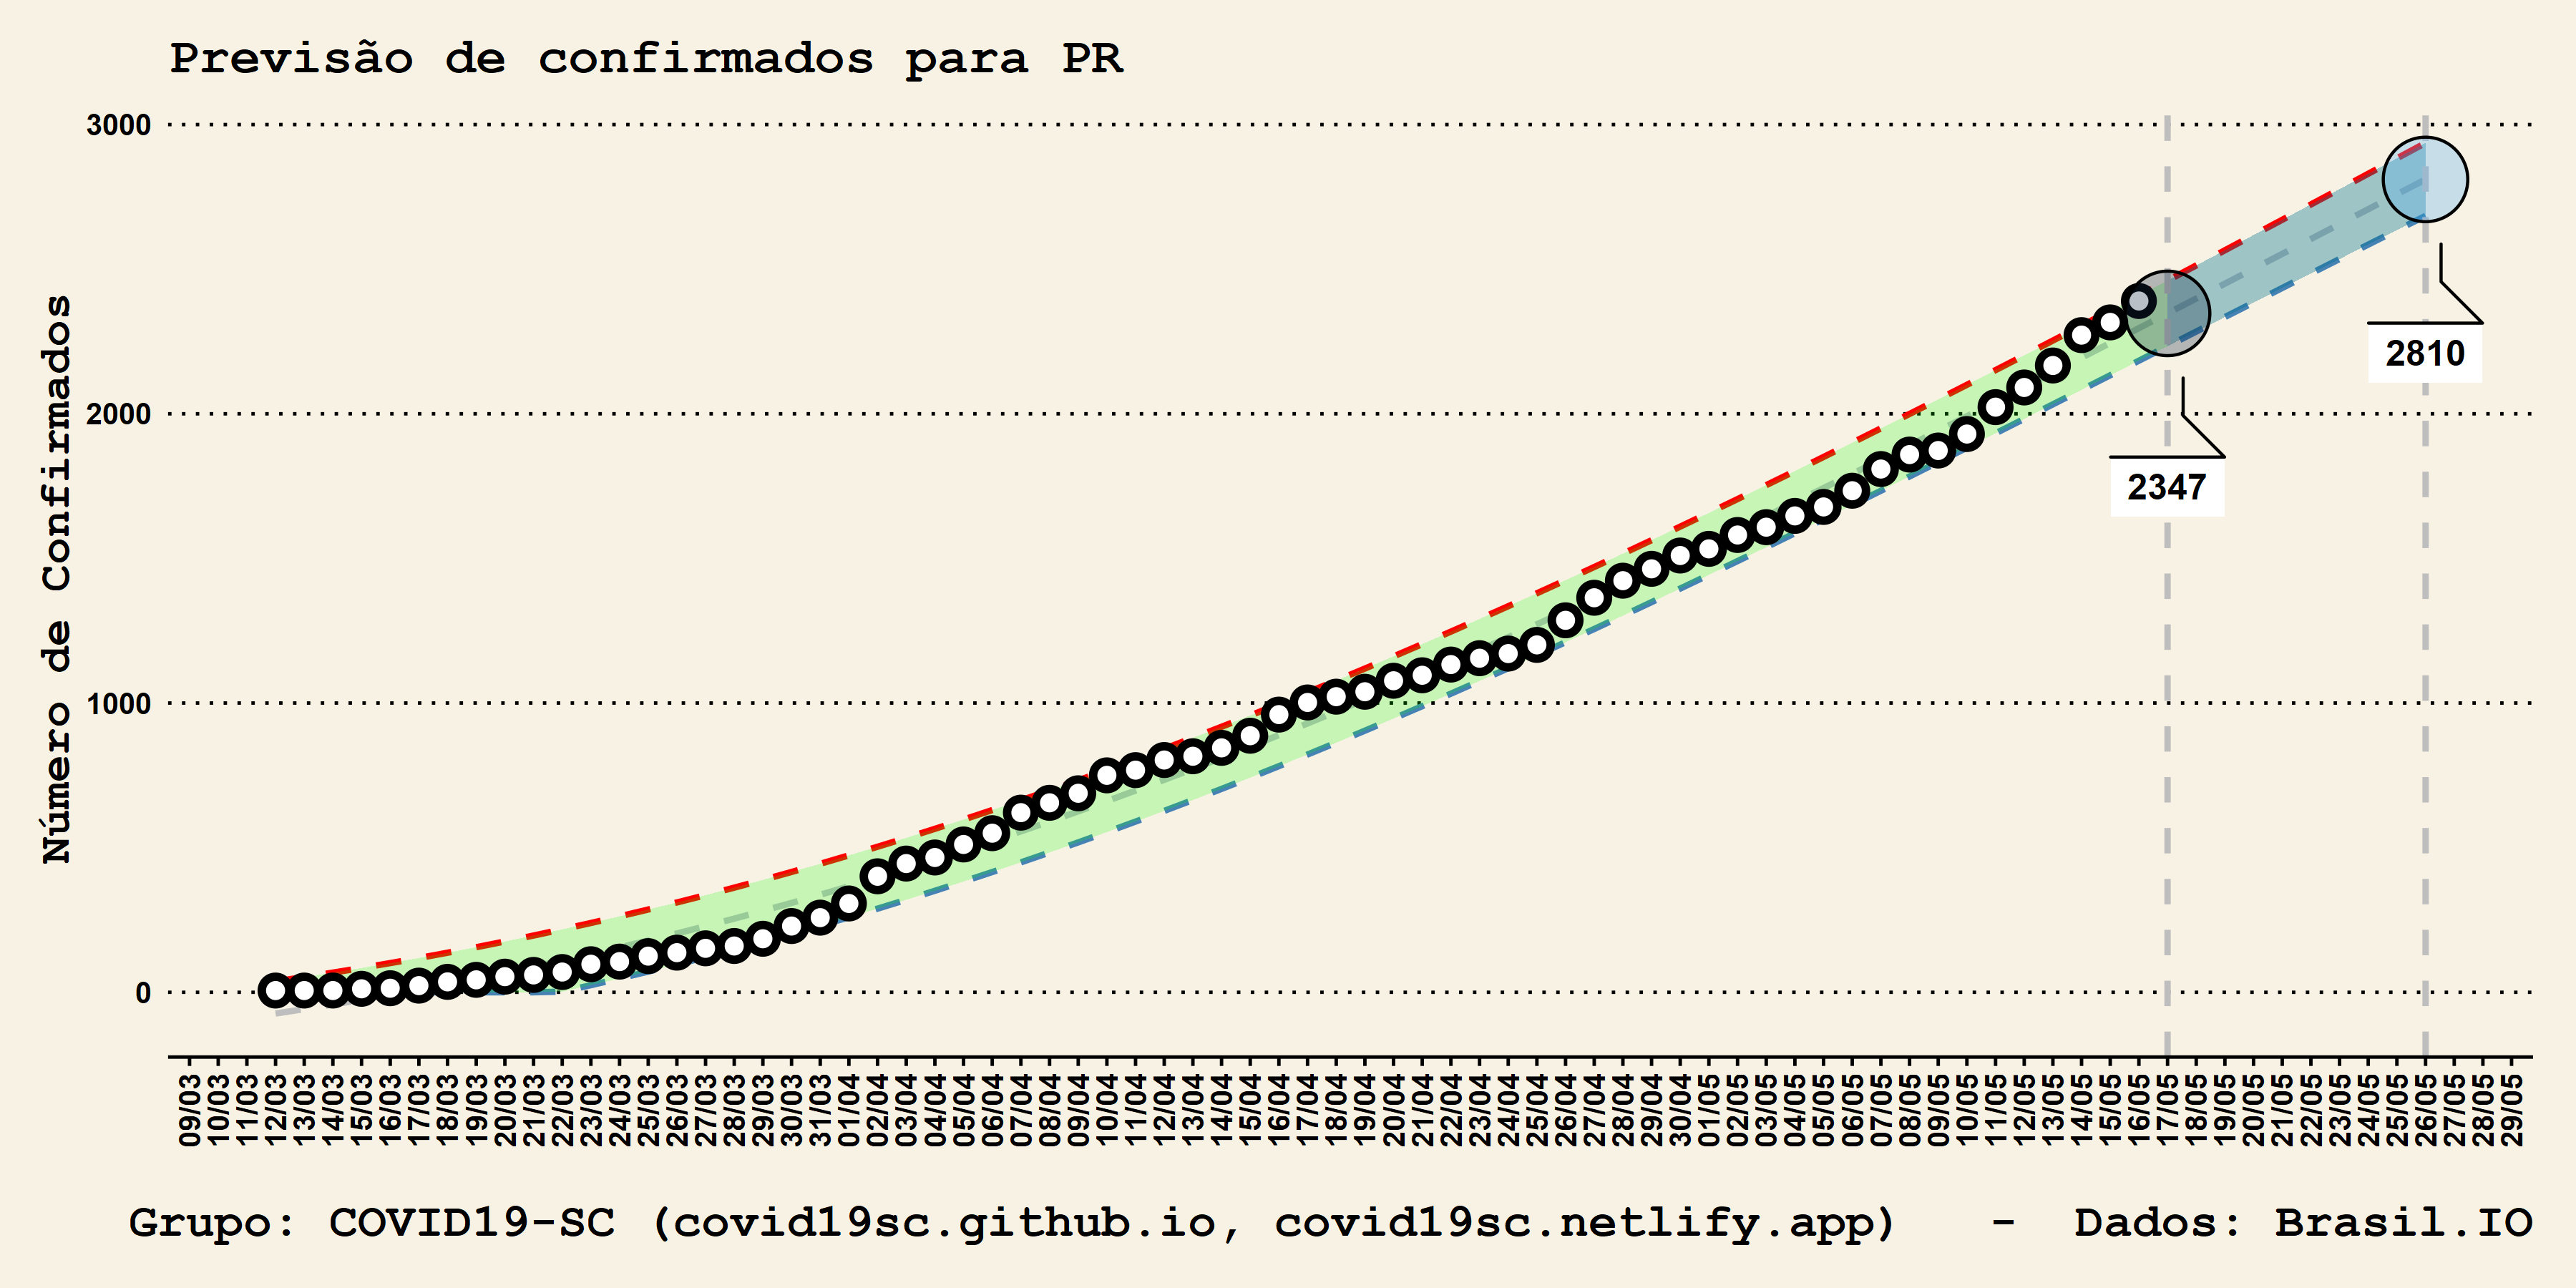 Previsão de confirmados para PR
Número de Confirmados
3000
2000
1000
0
2810
2347
09/03 10/03 11/03 12/03 13/03 14/03 15/03 16/03 17/03 18/03 19/03 20/03 21/03 22/03 23/03 24/03 25/03 26/03 27/03 28/03 29/03 30/03 31/03 01/04 02/04 03/04 04/04 05/04 06/04 07/04 08/04 09/04 10/04 11/04 12/04 13/04 14/04 15/04 16/04 17/04 18/04 19/04 20/04 21/04 22/04 23/04 24/04 25/04 26/04 27/04 28/04 29/04 30/04 01/05 02/05 03/05 04/05 05/05 06/05 07/05 08/05 09/05 10/05 11/05 12/05 13/05 14/05 15/05 16/05 17/05 18/05 19/05 20/05 21/05 22/05 23/05 24/05 25/05 26/05 27/05 28/05 29/05
Grupo: COVID19-SC (covid19sc.github.io, covid19sc.netlify.app) - Dados: Brasil.IO